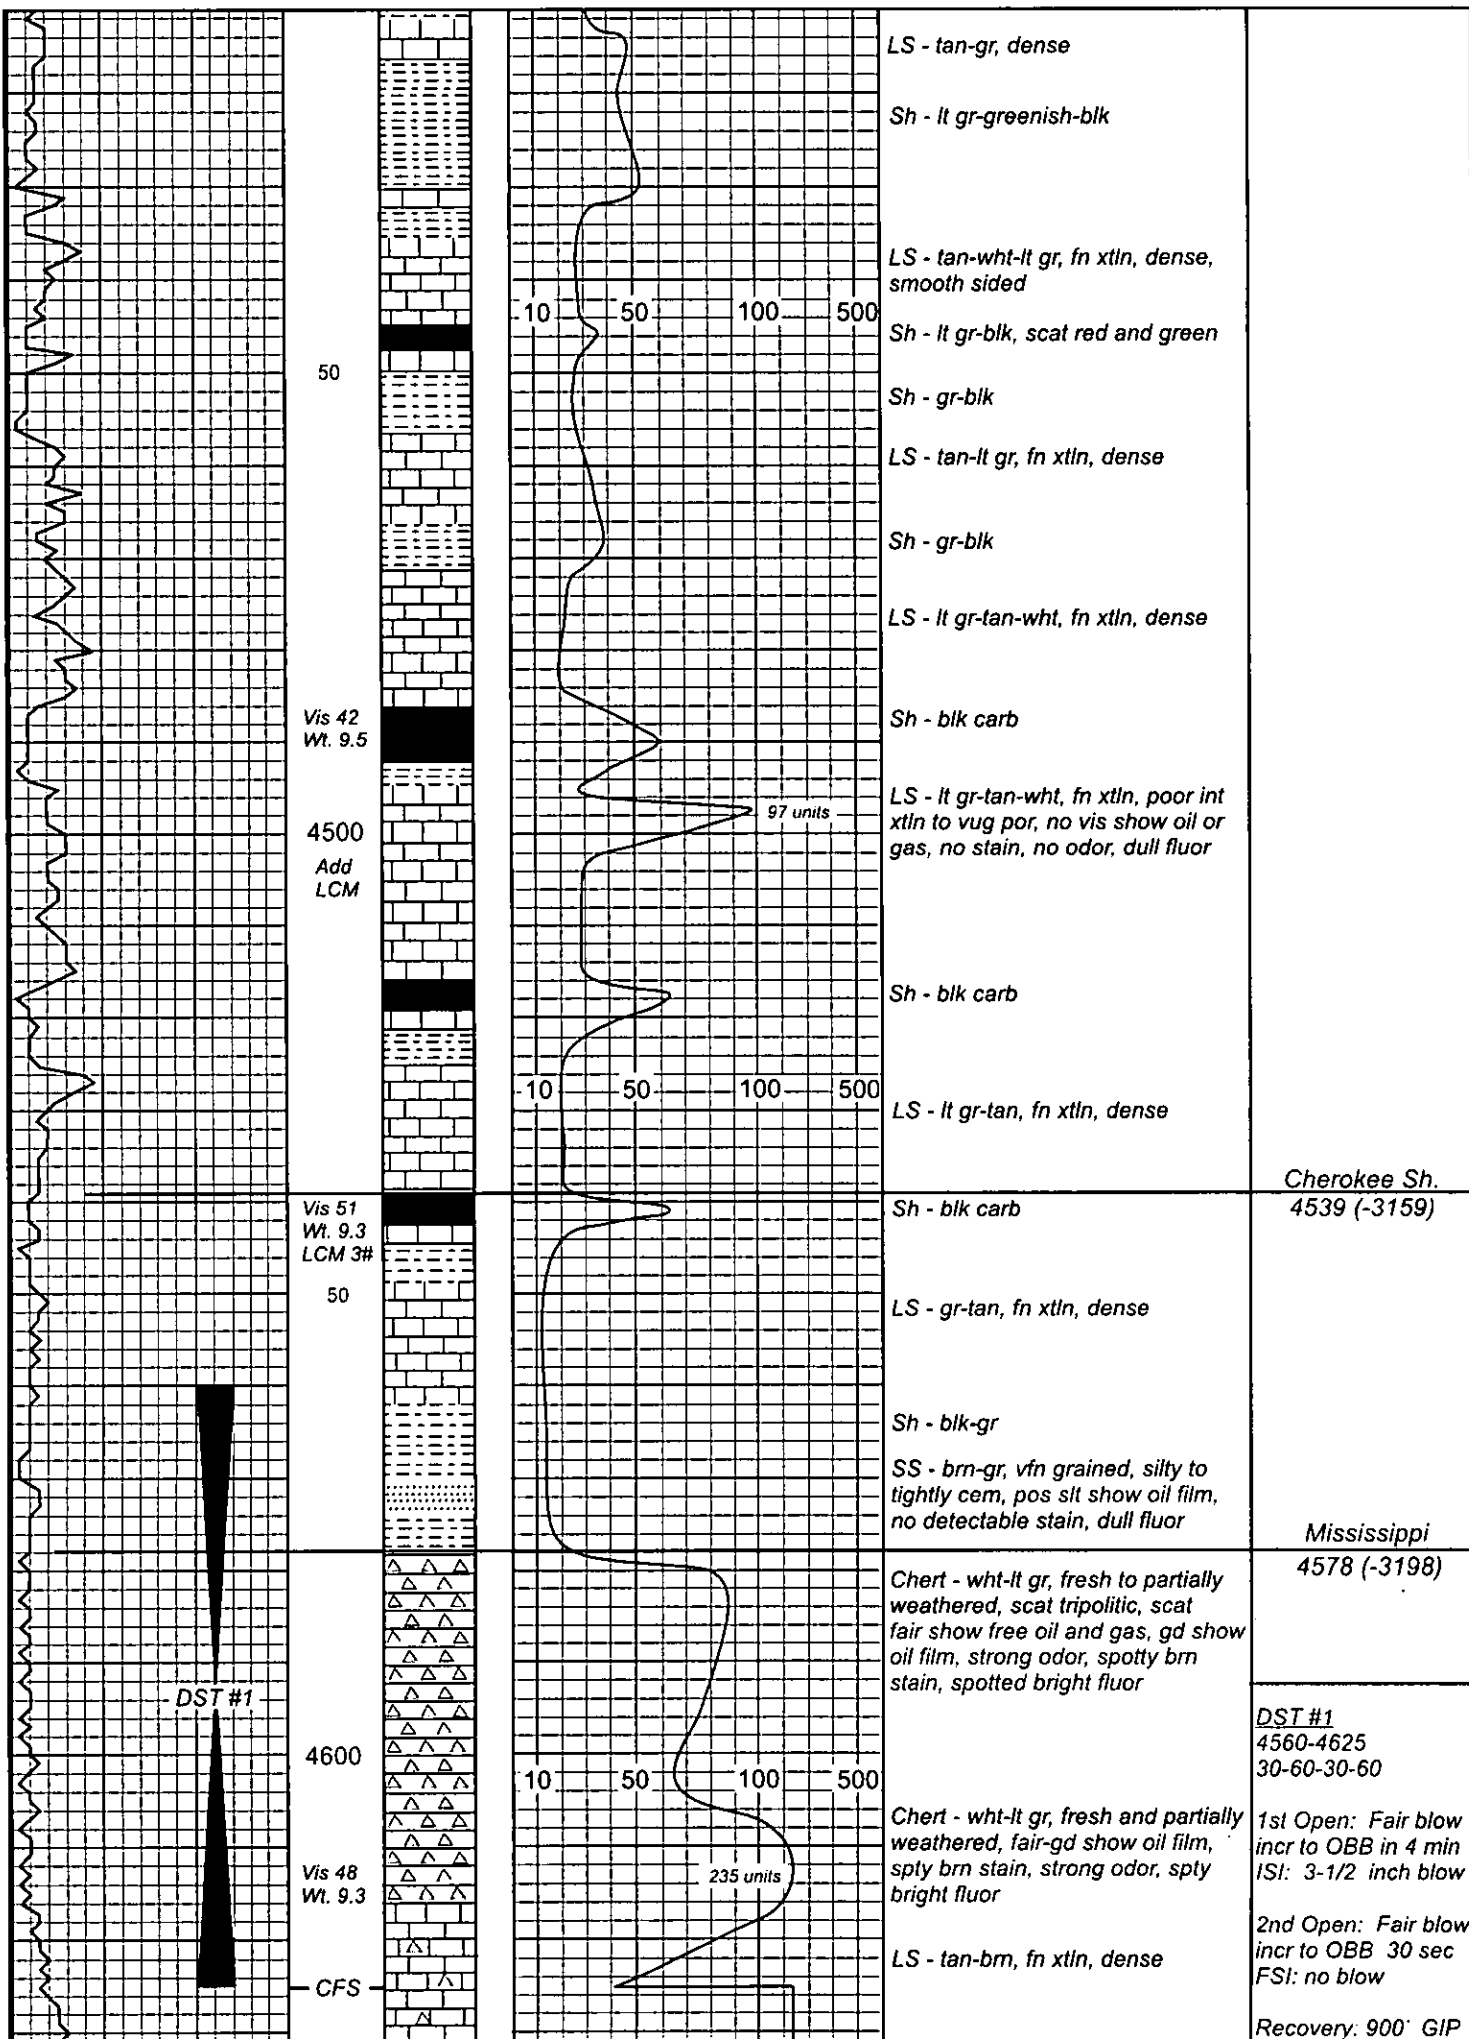 LS - tan-gr, dense
Sh - lt gr-greenish-blk
LS - tan-wht-lt gr, fn xtln, dense,
smooth sided
10 50 100 500
Sh - lt gr-blk, scat red and green
50
Sh - gr-blk
LS - tan-lt gr, fn xtln, dense
Sh - gr-blk
LS - lt gr-tan-wht, fn xtln, dense
Vis 42
Wt. 9.5
Sh - blk carb
LS - lt gr-tan-wht, fn xtln, poor int
xtln to vug por, no vis show oil or
gas, no stain, no odor, dull fluor
97 units
4500
Add
LCM
Sh - blk carb
10 50 100 500
LS - lt gr-tan, fn xtln, dense
Cherokee Sh.
4539 (-3159)
Vis 51
Wt. 9.3
LCM 3#
Sh - blk carb
50
LS - gr-tan, fn xtln, dense
Sh - blk-gr
SS - brn-gr, vfn grained, silty to
tightly cem, pos slt show oil film,
no detectable stain, dull fluor
Mississippi
4578 (-3198)
Chert - wht-lt gr, fresh to partially
weathered, scat tripolitic, scat
fair show free oil and gas, gd show
oil film, strong odor, spotty brn
stain, spotted bright fluor
DST #1
4600
10 50 100 500
DST #1
4560-4625
30-60-30-60
Chert - wht-lt gr, fresh and partially
weathered, fair-gd show oil film,
spty brn stain, strong odor, spty
bright fluor
235 units
1st Open: Fair blow
incr to OBB in 4 min
ISI: 3-1/2 inch blow
Vis 48
Wt. 9.3
2nd Open: Fair blow
incr to OBB 30 sec
FSI: no blow
LS - tan-brn, fn xtln, dense
CFS
Recovery: 900' GIP